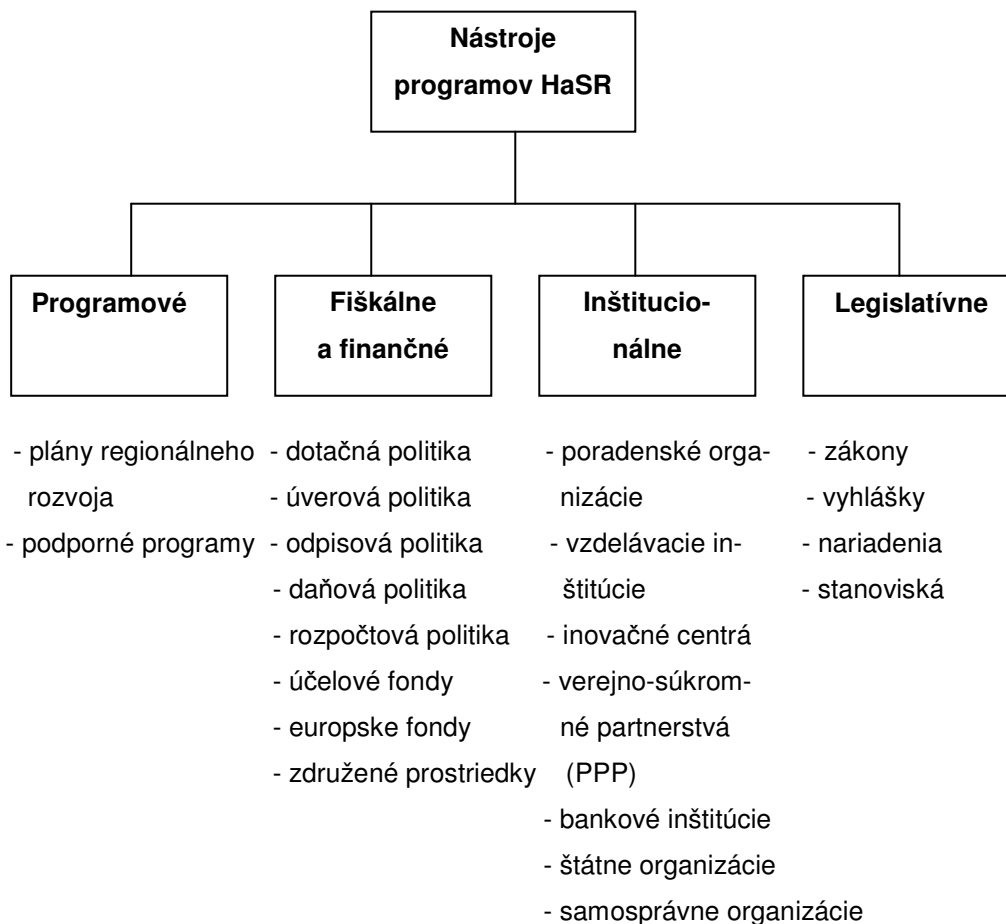 Nástroje
programov HaSR
Programové
Fiškálne
a finančné
Inštitucio-
nálne
Legislatívne
- plány regionálneho
rozvoja
- podporné programy
- dotačná politika
- úverová politika
- odpisová politika
- daňová politika
- rozpočtová politika
- účelové fondy
- europske fondy
- združené prostriedky
- poradenské orga-
nizácie
- vzdelávacie in-
štitúcie
- inovačné centrá
- verejno-súkrom-
né partnerstvá
(PPP)
- bankové inštitúcie
- štátne organizácie
- samosprávne organizácie
- zákony
- vyhlášky
- nariadenia
- stanoviská